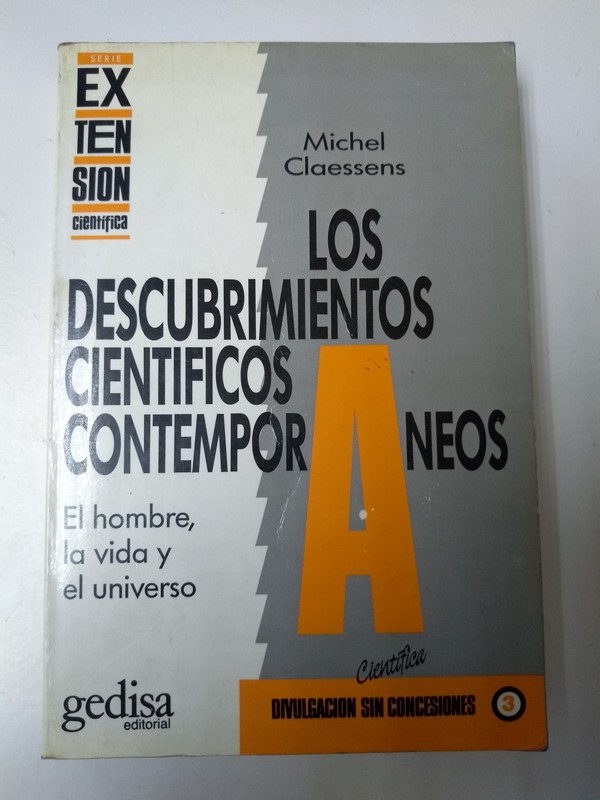 SERIE
EX
TEN
SION
científica
Michel
Claessens
LOS
DESCUBRIMIENTOS
CIENTIFICOS
CONTEMPORANEOS
El hombre,
la vida y
el universo
gedisa
editorial
Científica
DIVULGACION SIN CONCESIONES 3